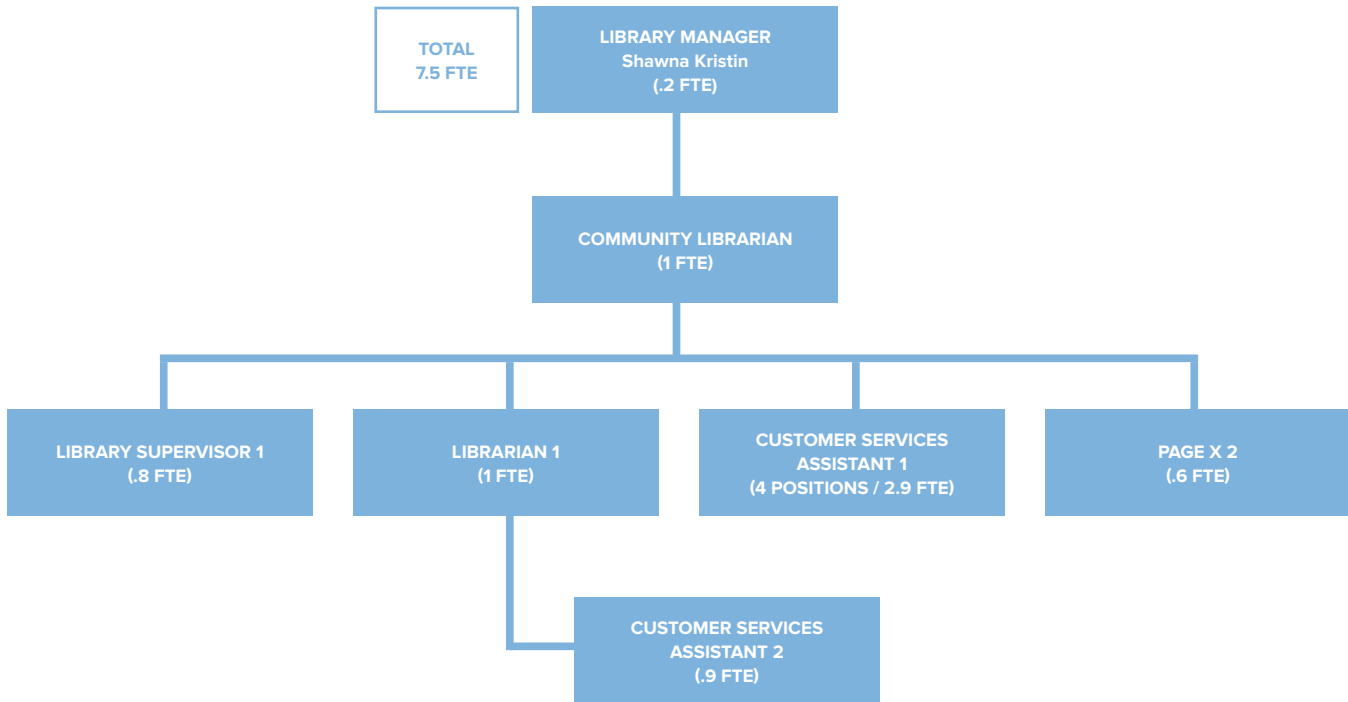 TOTAL
7.5 FTE
LIBRARY MANAGER
Shawna Kristin
(.2 FTE)
COMMUNITY LIBRARIAN
(1 FTE)
LIBRARY SUPERVISOR 1
(.8 FTE)
LIBRARIAN 1
(1 FTE)
CUSTOMER SERVICES
ASSISTANT 1
(4 POSITIONS / 2.9 FTE)
PAGE X 2
(.6 FTE)
CUSTOMER SERVICES
ASSISTANT 2
(.9 FTE)